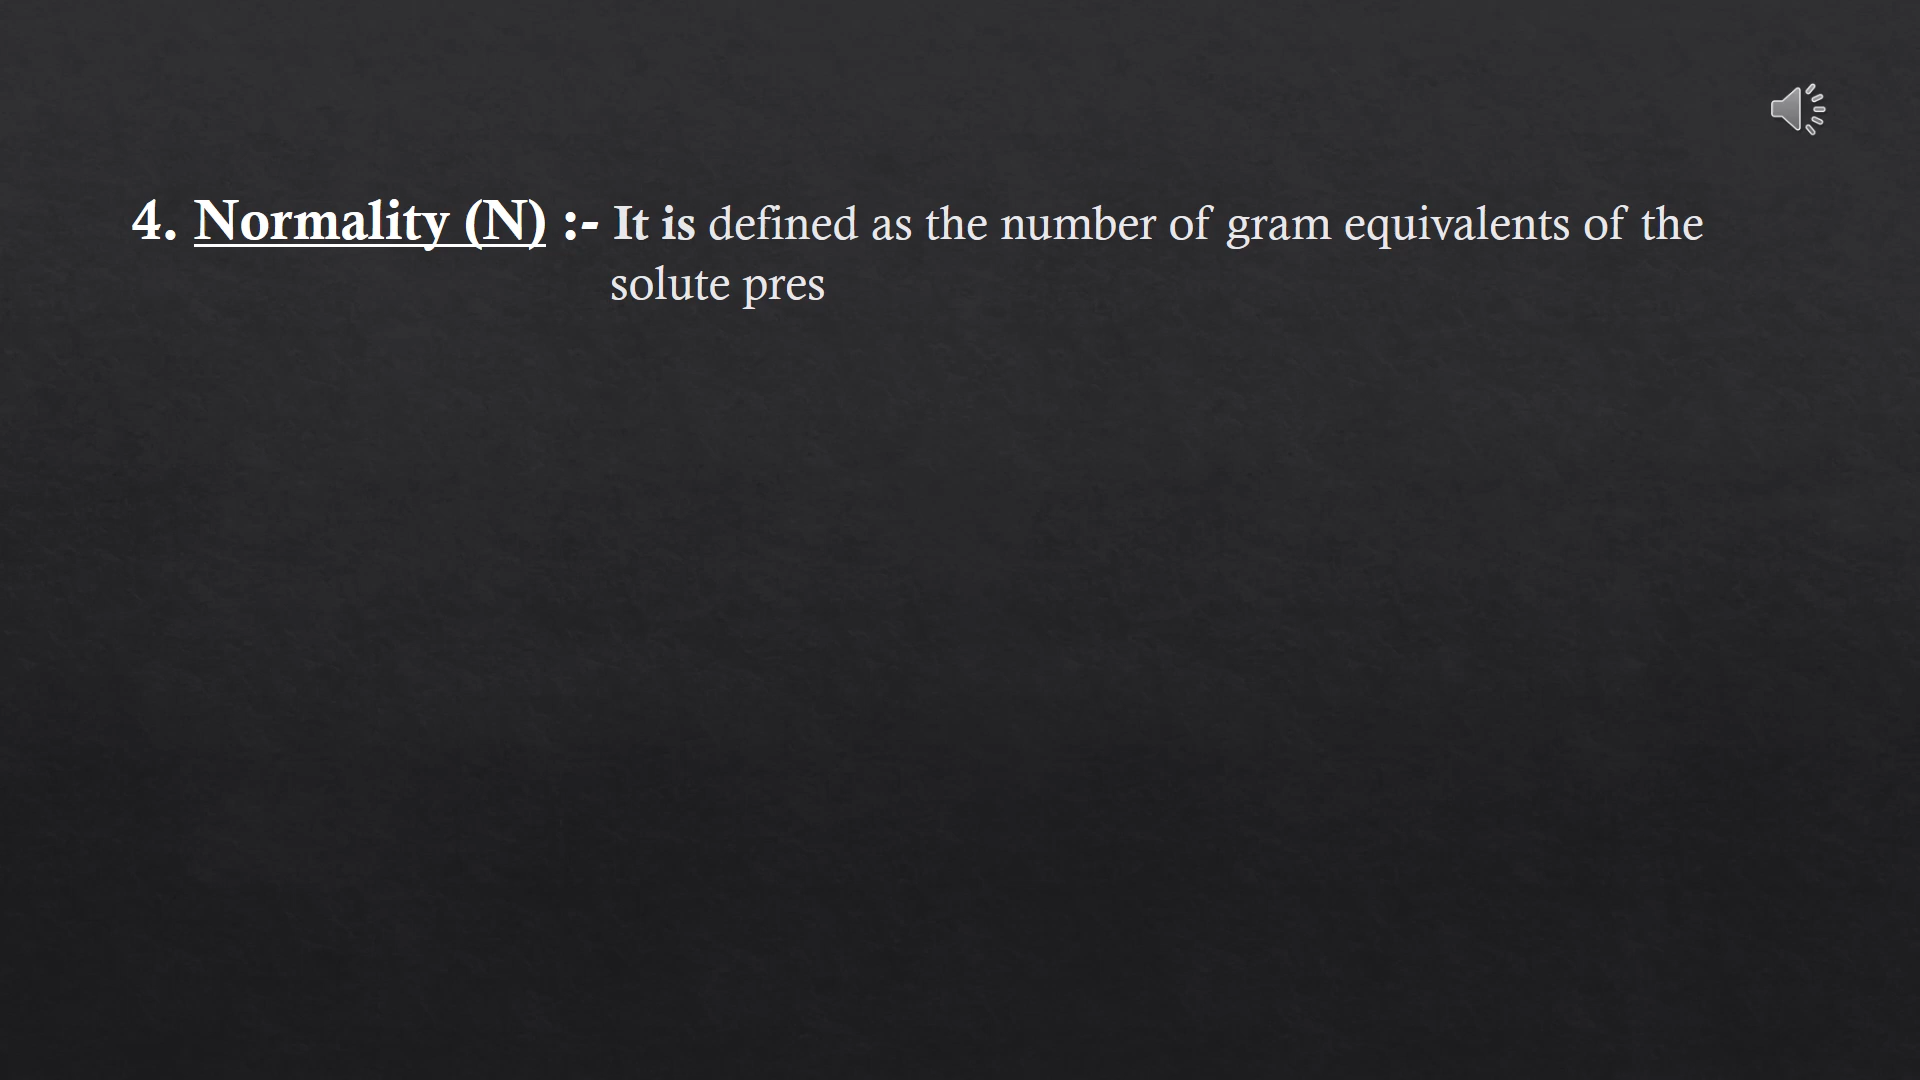 4. Normality (N) :- It is defined as the number of gram equivalents of the
solute pres